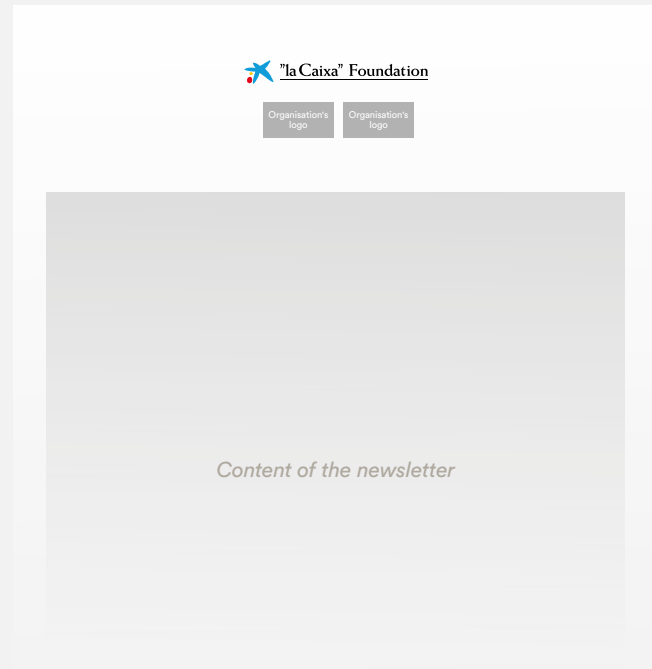 "la Caixa" Foundation
Organisation's
logo
Organisation's
logo
Content of the newsletter